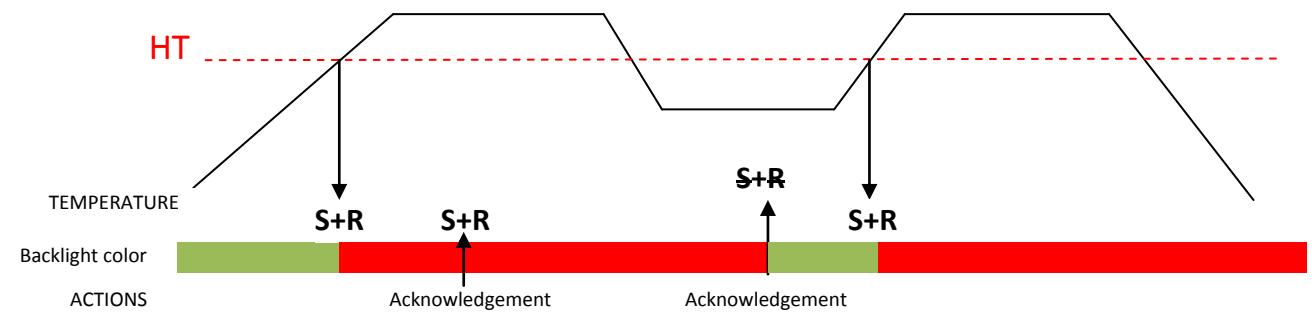 HT
S+R
TEMPERATURE
S+R S+R S+R
Backlight color
ACTIONS Acknowledgement Acknowledgement